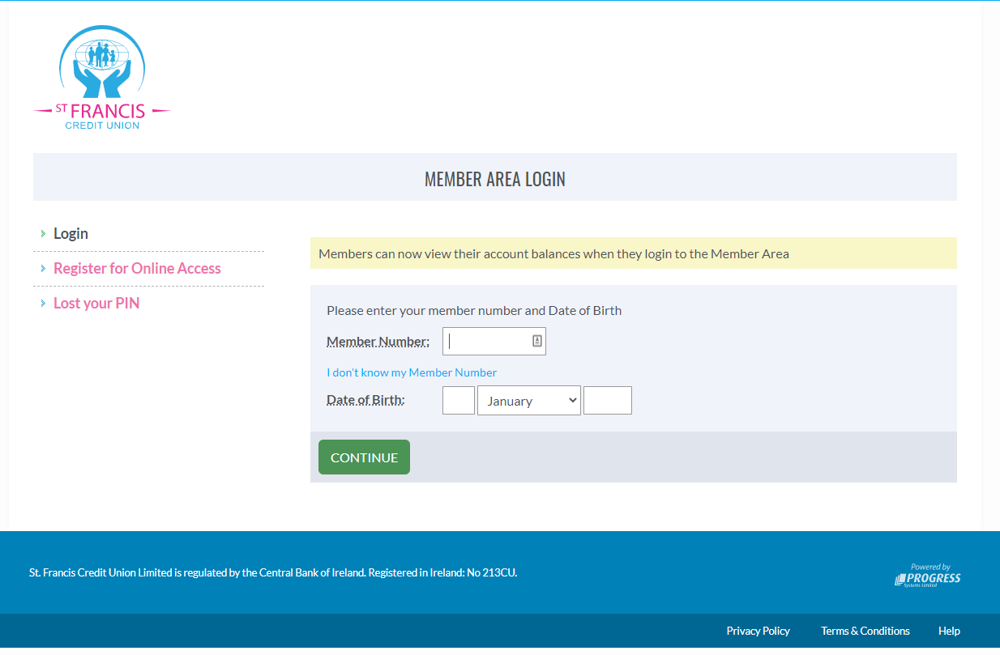 ST FRANCIS
CREDIT UNION
MEMBER AREA LOGIN
Login
Register for Online Access
Lost your PIN
Members can now view their account balances when they login to the Member Area
Please enter your member number and Date of Birth
Member Number:
I don't know my Member Number
Date of Birth:
January
CONTINUE
St. Francis Credit Union Limited is regulated by the Central Bank of Ireland. Registered in Ireland: No 213CU.
Powered by
PROGRESS
Systems Limited
Privacy Policy
Terms & Conditions
Help